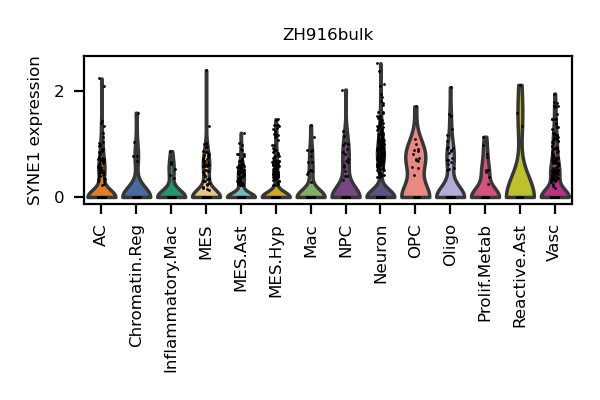 ZH916bulk
SYNE1 expression
2
0
AC
Chromatin.Reg
Inflammatory.Mac
MES
MES.Ast
MES.Hyp
Mac
NPC
Neuron
OPC
Oligo
Prolif.Metab
Reactive.Ast
Vasc